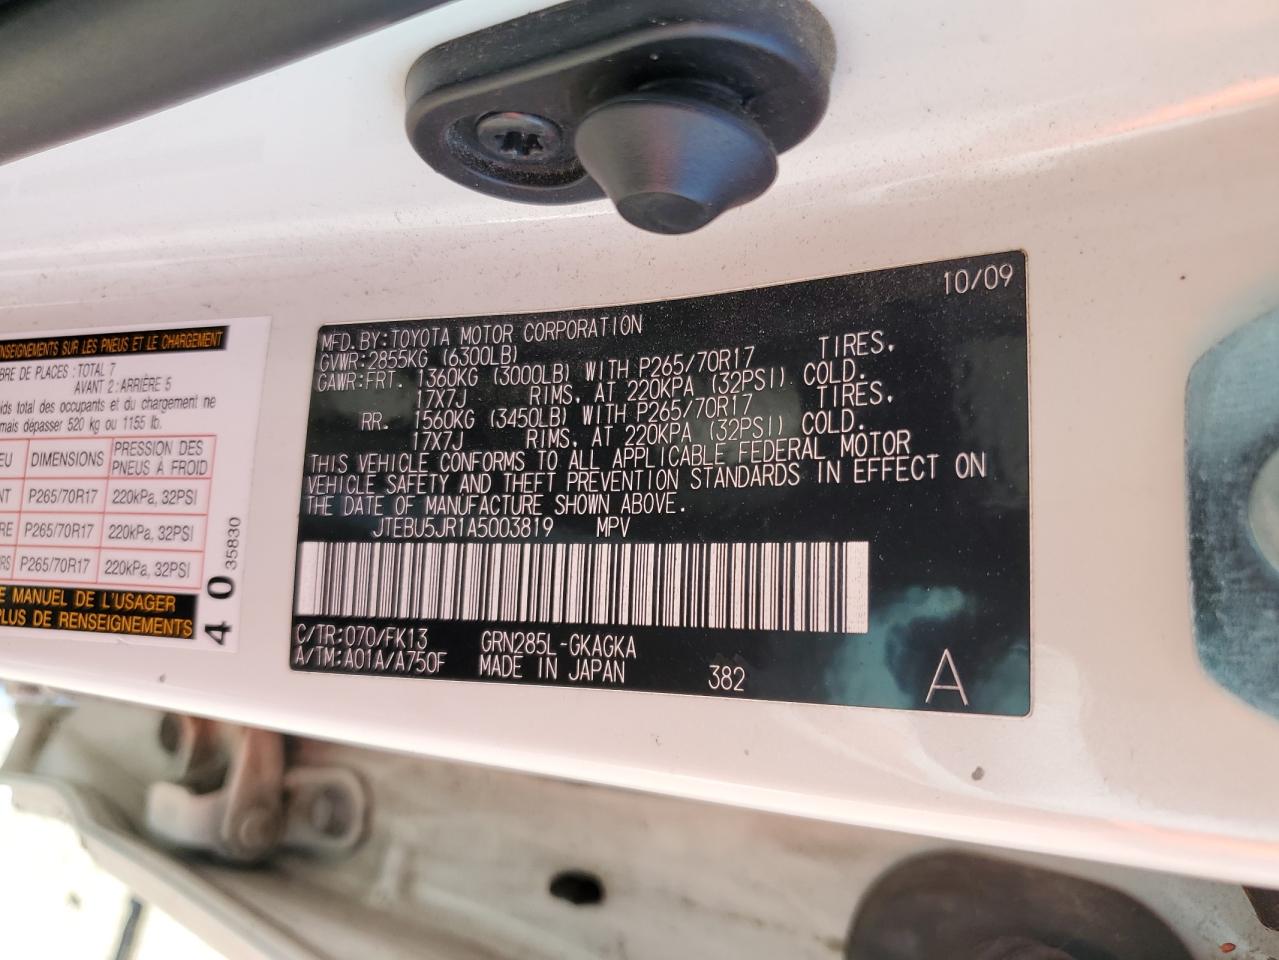 RENSEIGNEMENTS SUR LES PNEUS ET LE CHARGEMENT
DE PLACES : TOTAL 7
AVANT 2 : ARRIÈRE 5
total des occupants et du chargement ne
dépasser 520 kg ou 1155 lb.
DIMENSIONS PRESSION DES PNEUS À FROID
P265/70R17 220kPa, 32PSI
P265/70R17 220kPa, 32PSI
P265/70R17 220kPa, 32PSI
MANUEL DE L'USAGER
PLUS DE RENSEIGNEMENTS
40
35830
10/09
MFD.BY:TOYOTA MOTOR CORPORATION
GVWR:2855KG (6300LB)
GAWR:FRT. 1360KG (3000LB) WITH P265/70R17 TIRES,
17X7J RIMS, AT 220KPA (32PSI) COLD.
RR. 1560KG (3450LB) WITH P265/70R17 TIRES,
17X7J RIMS, AT 220KPA (32PSI) COLD.
THIS VEHICLE CONFORMS TO ALL APPLICABLE FEDERAL MOTOR
VEHICLE SAFETY AND THEFT PREVENTION STANDARDS IN EFFECT ON
THE DATE OF MANUFACTURE SHOWN ABOVE.
JTEBU5JR1A5003819 MPV
C/TR:070/FK13 GRN285L-GKAGKA
A/TM:A01A/A750F MADE IN JAPAN 382 A